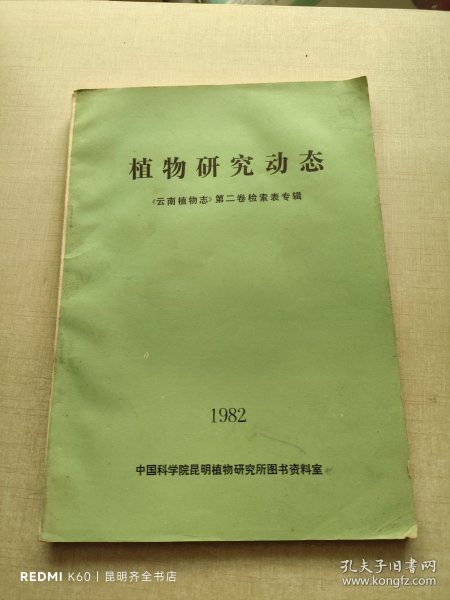 植物研究动态
《云南植物志》第二卷检索表专辑
1982
中国科学院昆明植物研究所图书资料室
REDMI K60 | 昆明齐全书店
孔夫子旧书网
www.kongfz.com